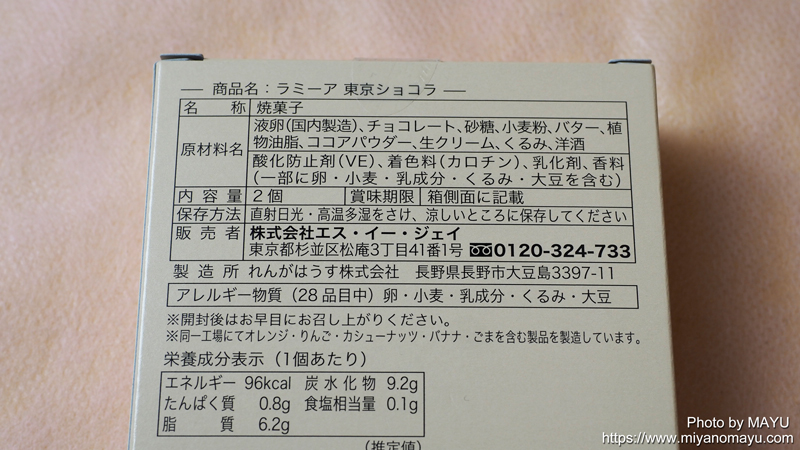 ― 商品名：ラミーア 東京ショコラ ―
名称 焼菓子
原材料名 液卵（国内製造）、チョコレート、砂糖、小麦粉、バター、植
物油脂、ココアパウダー、生クリーム、くるみ、洋酒
酸化防止剤（VE）、着色料（カロチン）、乳化剤、香料
（一部に卵・小麦・乳成分・くるみ・大豆を含む）
内容量 2個 賞味期限 箱側面に記載
保存方法 直射日光・高温多湿をさけ、涼しいところに保存してください
販売者 株式会社エス・イー・ジェイ
東京都杉並区松庵3丁目41番1号 0120-324-733
製造所 れんがはうす株式会社 長野県長野市大豆島3397-11
アレルギー物質（28品目中）卵・小麦・乳成分・くるみ・大豆
※開封後はお早目にお召し上がりください。
※同一工場にてオレンジ・りんご・カシューナッツ・バナナ・ごまを含む製品を製造しています。
栄養成分表示（1個あたり）
エネルギー 96kcal 炭水化物 9.2g
たんぱく質 0.8g 食塩相当量 0.1g
脂質 6.2g
（推定値）
Photo by MAYU
https://www.miyanomayu.com/